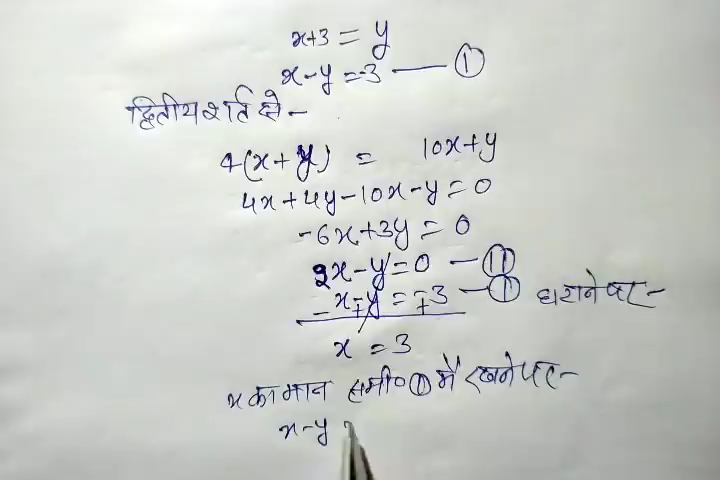 x+3 = y
x-y = -3 — ①
द्वितीय शर्त से -
4(x+y) = 10x+y
4x+4y-10x-y=0
-6x+3y=0
2x-y=0 — ⑪
-x-y=-3 — ① घटाने पर -
+ +
x = 3
x का मान समी० ① में रखने पर -
x-y =